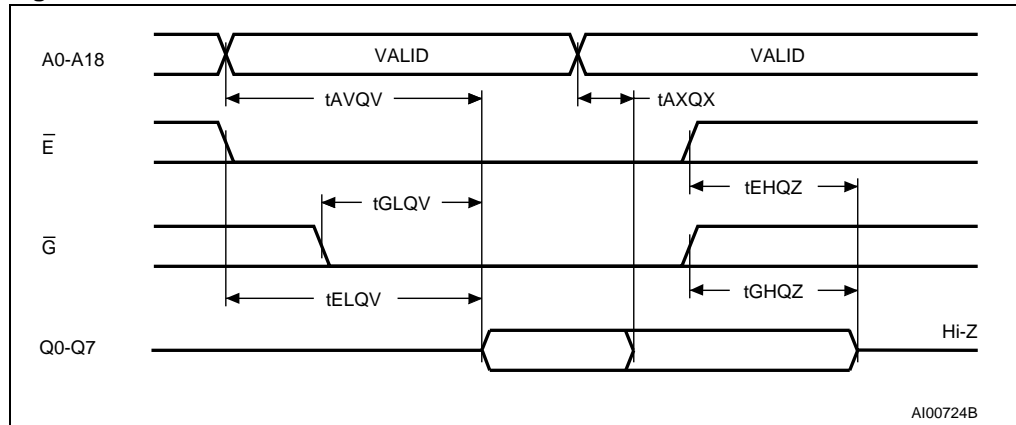 A0-A18 VALID VALID
tAVQV tAXQX
E̅
tEHQZ
tGLQV
G̅
tELQV tGHQZ
Hi-Z
Q0-Q7
AI00724B